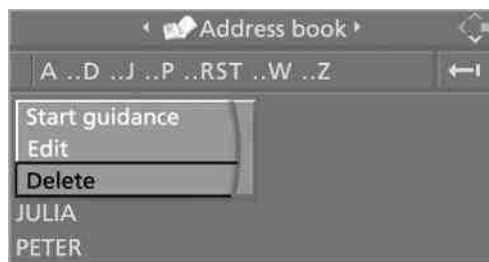 Address book
A ..D ..J ..P ..RST ..W ..Z
Start guidance
Edit
Delete
JULIA
PETER